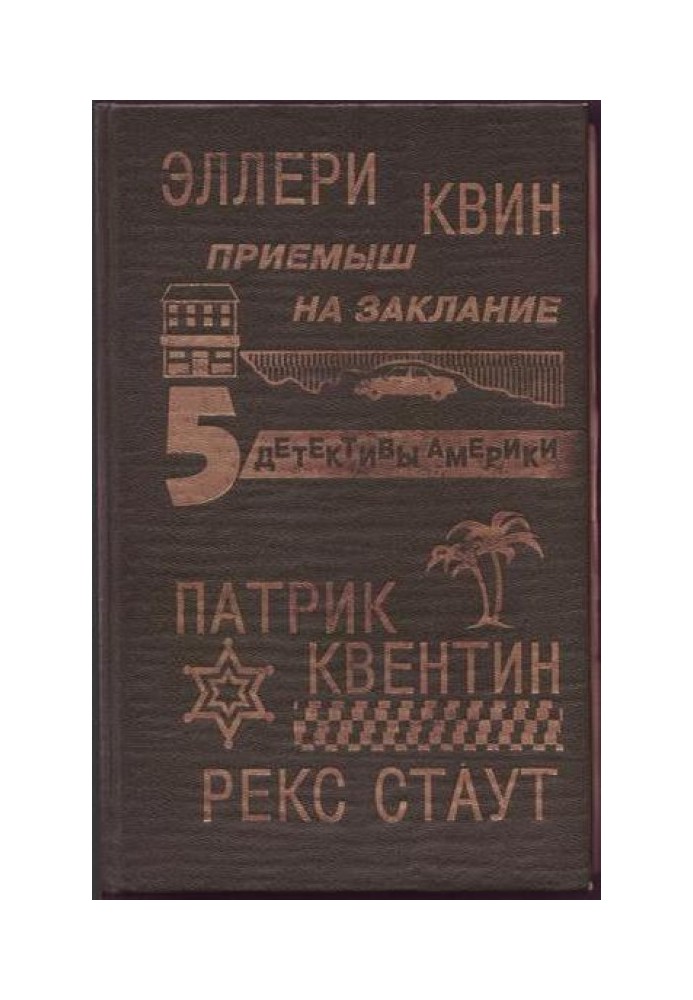 ЭЛЛЕРИ
КВИН
ПРИЕМЫШ
НА ЗАКЛАНИЕ
5 ДЕТЕКТИВЫ АМЕРИКИ
ПАТРИК
КВЕНТИН
РЕКС СТАУТ